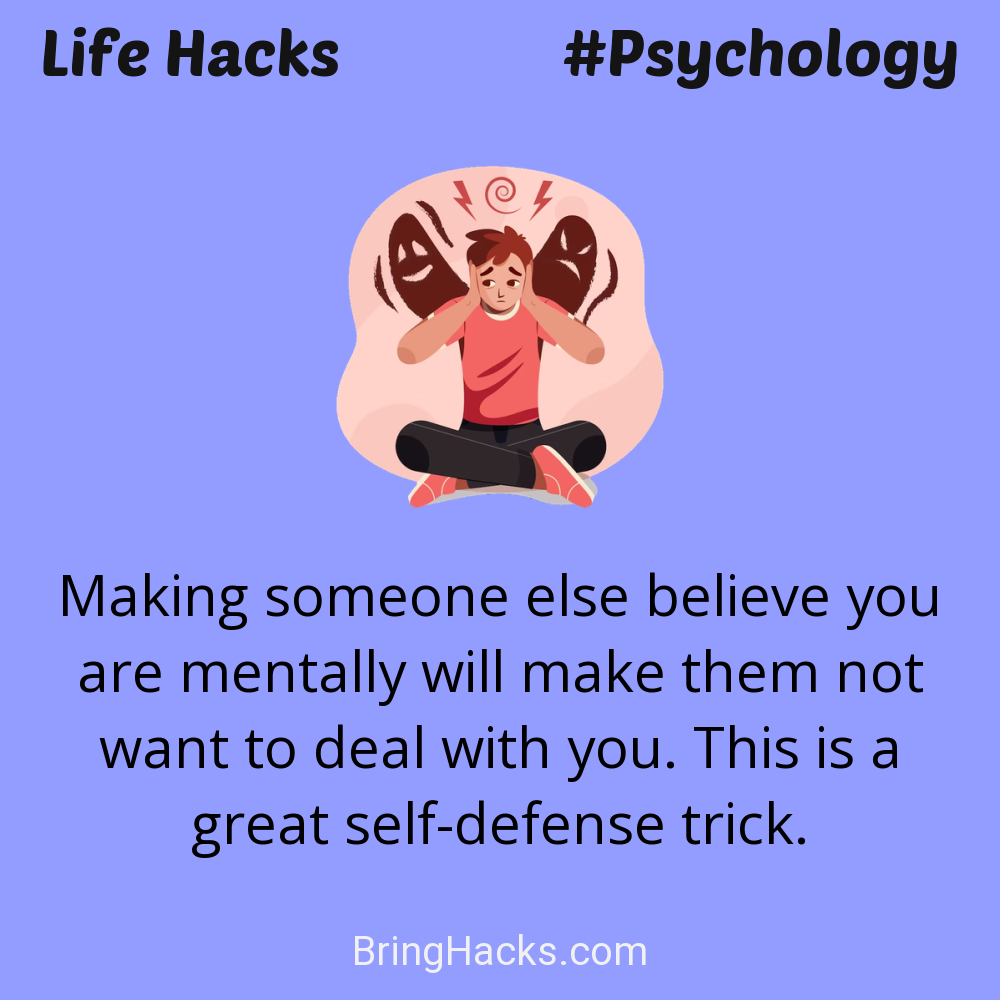 Life Hacks #Psychology
Making someone else believe you
are mentally will make them not
want to deal with you. This is a
great self-defense trick.
BringHacks.com